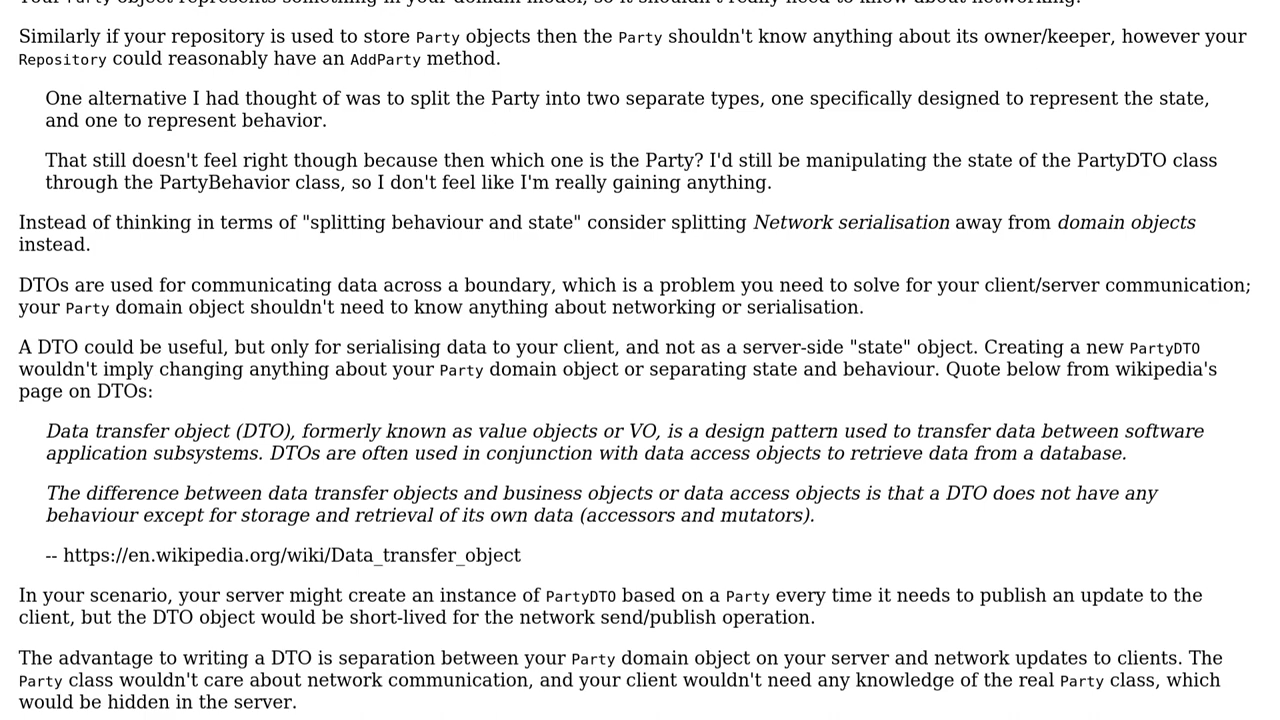 Similarly if your repository is used to store Party objects then the Party shouldn't know anything about its owner/keeper, however your
Repository could reasonably have an AddParty method.
One alternative I had thought of was to split the Party into two separate types, one specifically designed to represent the state,
and one to represent behavior.
That still doesn't feel right though because then which one is the Party? I'd still be manipulating the state of the PartyDTO class
through the PartyBehavior class, so I don't feel like I'm really gaining anything.
Instead of thinking in terms of "splitting behaviour and state" consider splitting Network serialisation away from domain objects
instead.
DTOs are used for communicating data across a boundary, which is a problem you need to solve for your client/server communication;
your Party domain object shouldn't need to know anything about networking or serialisation.
A DTO could be useful, but only for serialising data to your client, and not as a server-side "state" object. Creating a new PartyDTO
wouldn't imply changing anything about your Party domain object or separating state and behaviour. Quote below from wikipedia's
page on DTOs:
Data transfer object (DTO), formerly known as value objects or VO, is a design pattern used to transfer data between software
application subsystems. DTOs are often used in conjunction with data access objects to retrieve data from a database.
The difference between data transfer objects and business objects or data access objects is that a DTO does not have any
behaviour except for storage and retrieval of its own data (accessors and mutators).
-- https://en.wikipedia.org/wiki/Data_transfer_object
In your scenario, your server might create an instance of PartyDTO based on a Party every time it needs to publish an update to the
client, but the DTO object would be short-lived for the network send/publish operation.
The advantage to writing a DTO is separation between your Party domain object on your server and network updates to clients. The
Party class wouldn't care about network communication, and your client wouldn't need any knowledge of the real Party class, which
would be hidden in the server.